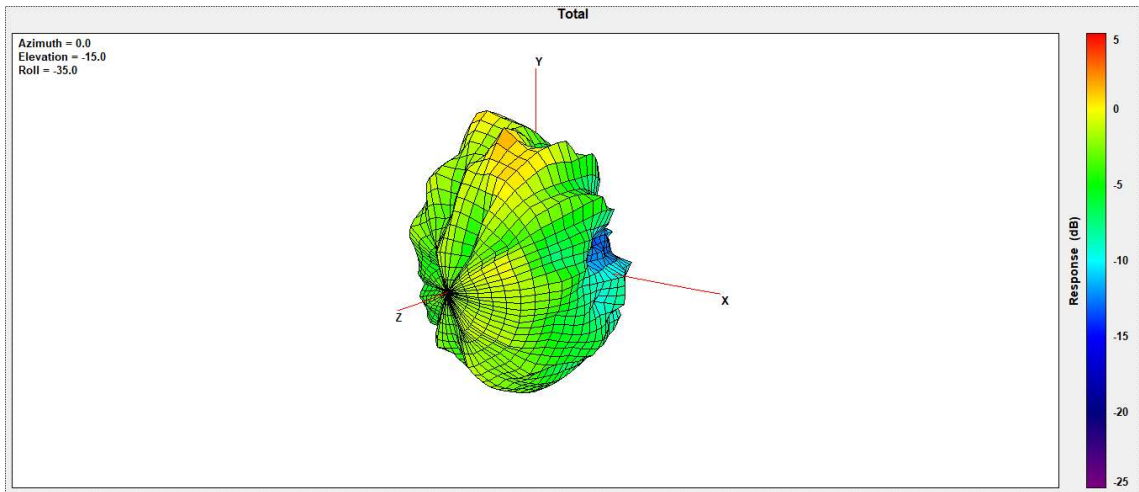 Total
Azimuth = 0.0
Elevation = -15.0
Roll = -35.0
Y
X
Z
5
0
-5
-10
-15
-20
-25
Response (dB)